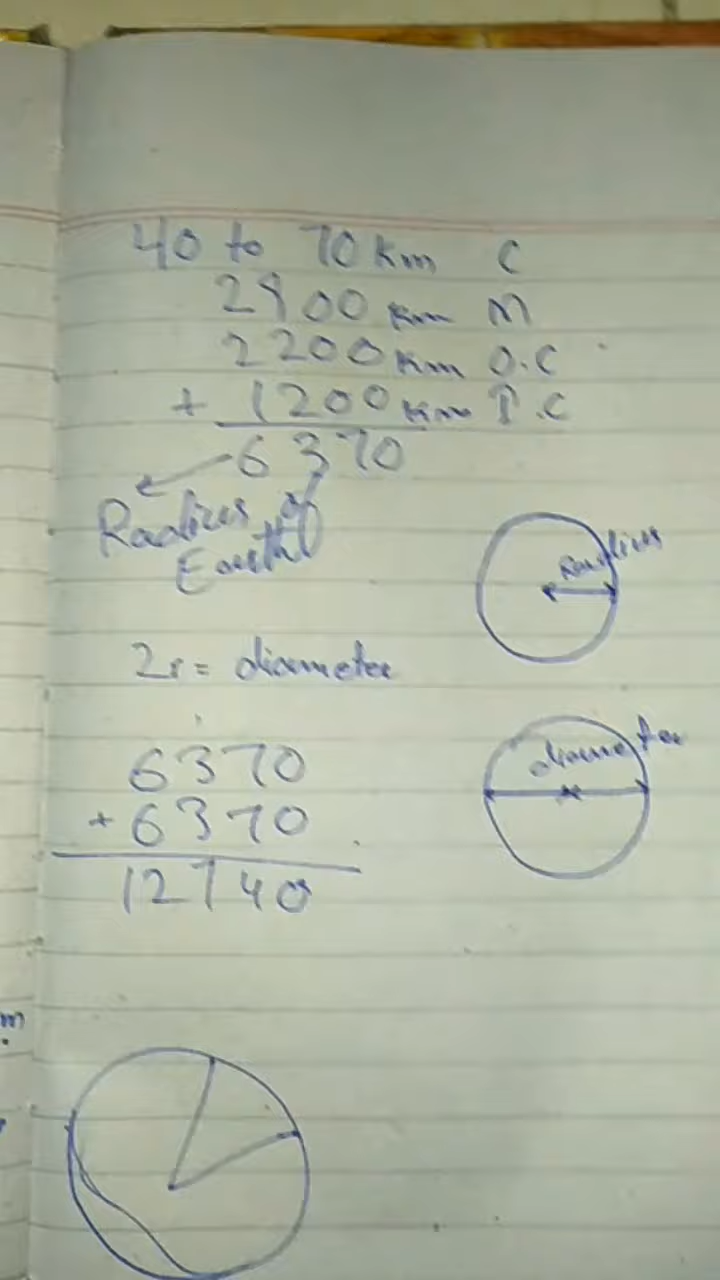 40 to 70 km C
2900 km M
2200 km O.C
+ 1200 km I.C
6370
Radius of
Earth
Radius
2r = diameter
diameter
6370
+ 6370
12740
m